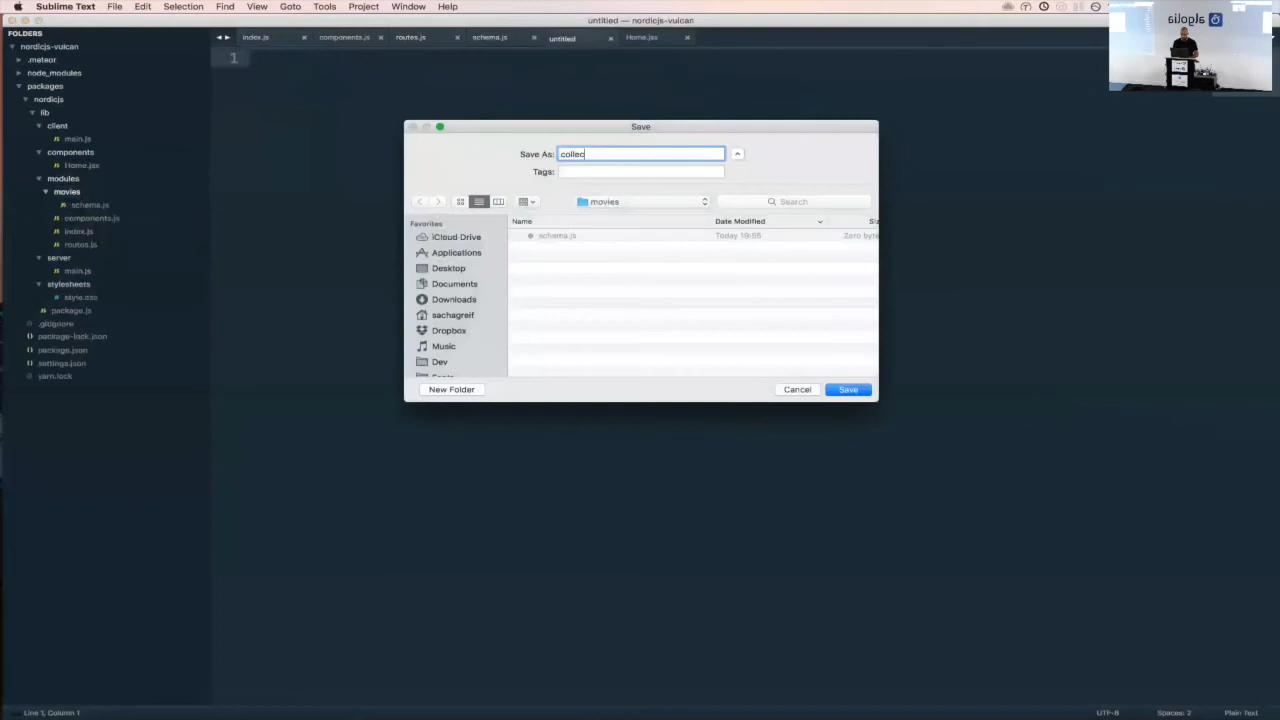 Sublime Text File Edit Selection Find View Goto Tools Project Window Help
untitled — nordicjs-vulcan
FOLDERS
nordicjs-vulcan
.meteor
node_modules
packages
nordicjs
lib
client
main.js
components
Home.jsx
modules
movies
schema.js
components.js
index.js
routes.js
server
main.js
stylesheets
package.js
.gitignore
package-lock.json
package.json
settings.json
yarn.lock
index.js components.js routes.js schema.js untitled Home.jsx
1
Save
Save As: collec
Tags:
movies
Search
Favorites
iCloud Drive
Applications
Desktop
Documents
Downloads
sachagreif
Dropbox
Music
Dev
Name Date Modified
schema.js Today 19:55 Zero byte
New Folder Cancel Save
algolia
Line 1, Column 1 UTF-8 Spaces: 2 Plain Text